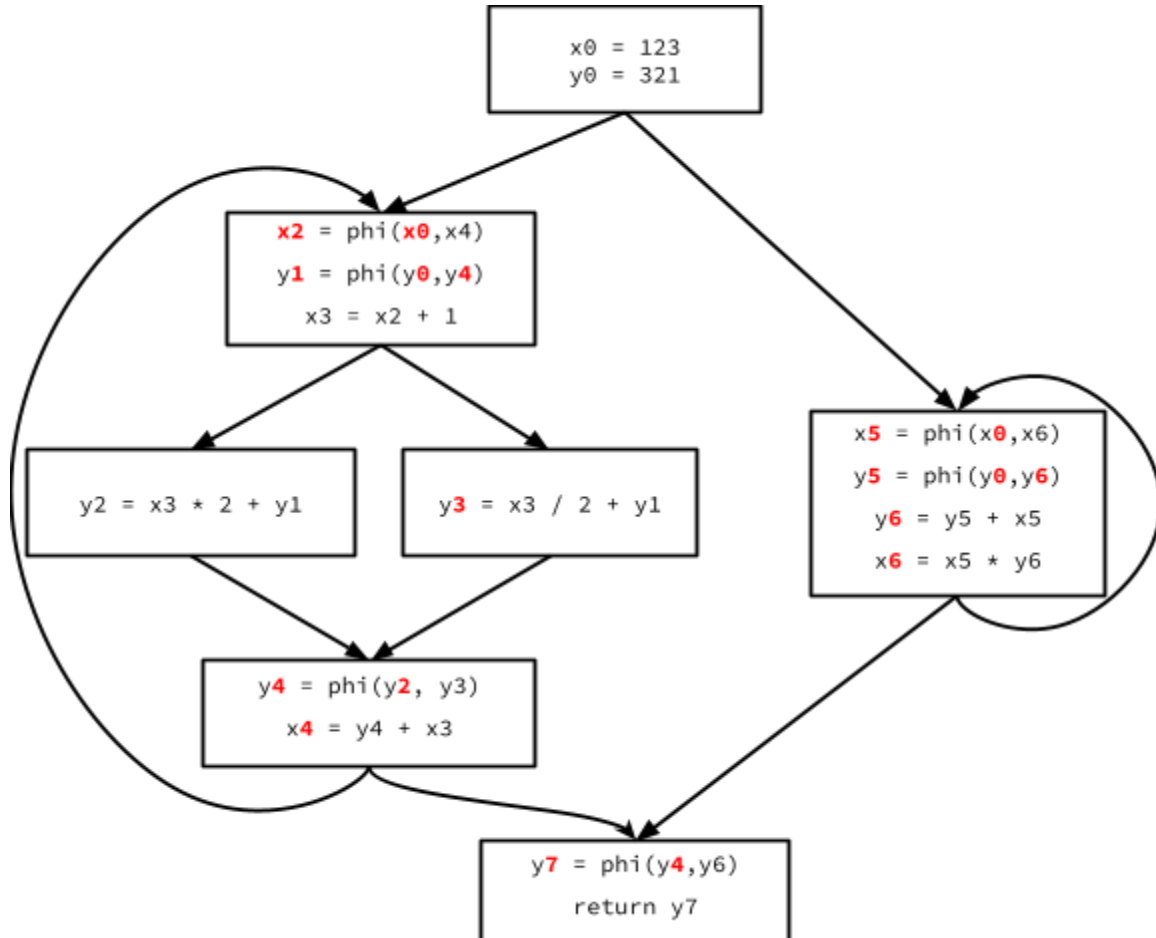 x0 = 123
y0 = 321
x2 = phi(x0,x4)
y1 = phi(y0,y4)
x3 = x2 + 1
y2 = x3 * 2 + y1
y3 = x3 / 2 + y1
x5 = phi(x0,x6)
y5 = phi(y0,y6)
y6 = y5 + x5
x6 = x5 * y6
y4 = phi(y2, y3)
x4 = y4 + x3
y7 = phi(y4,y6)
return y7